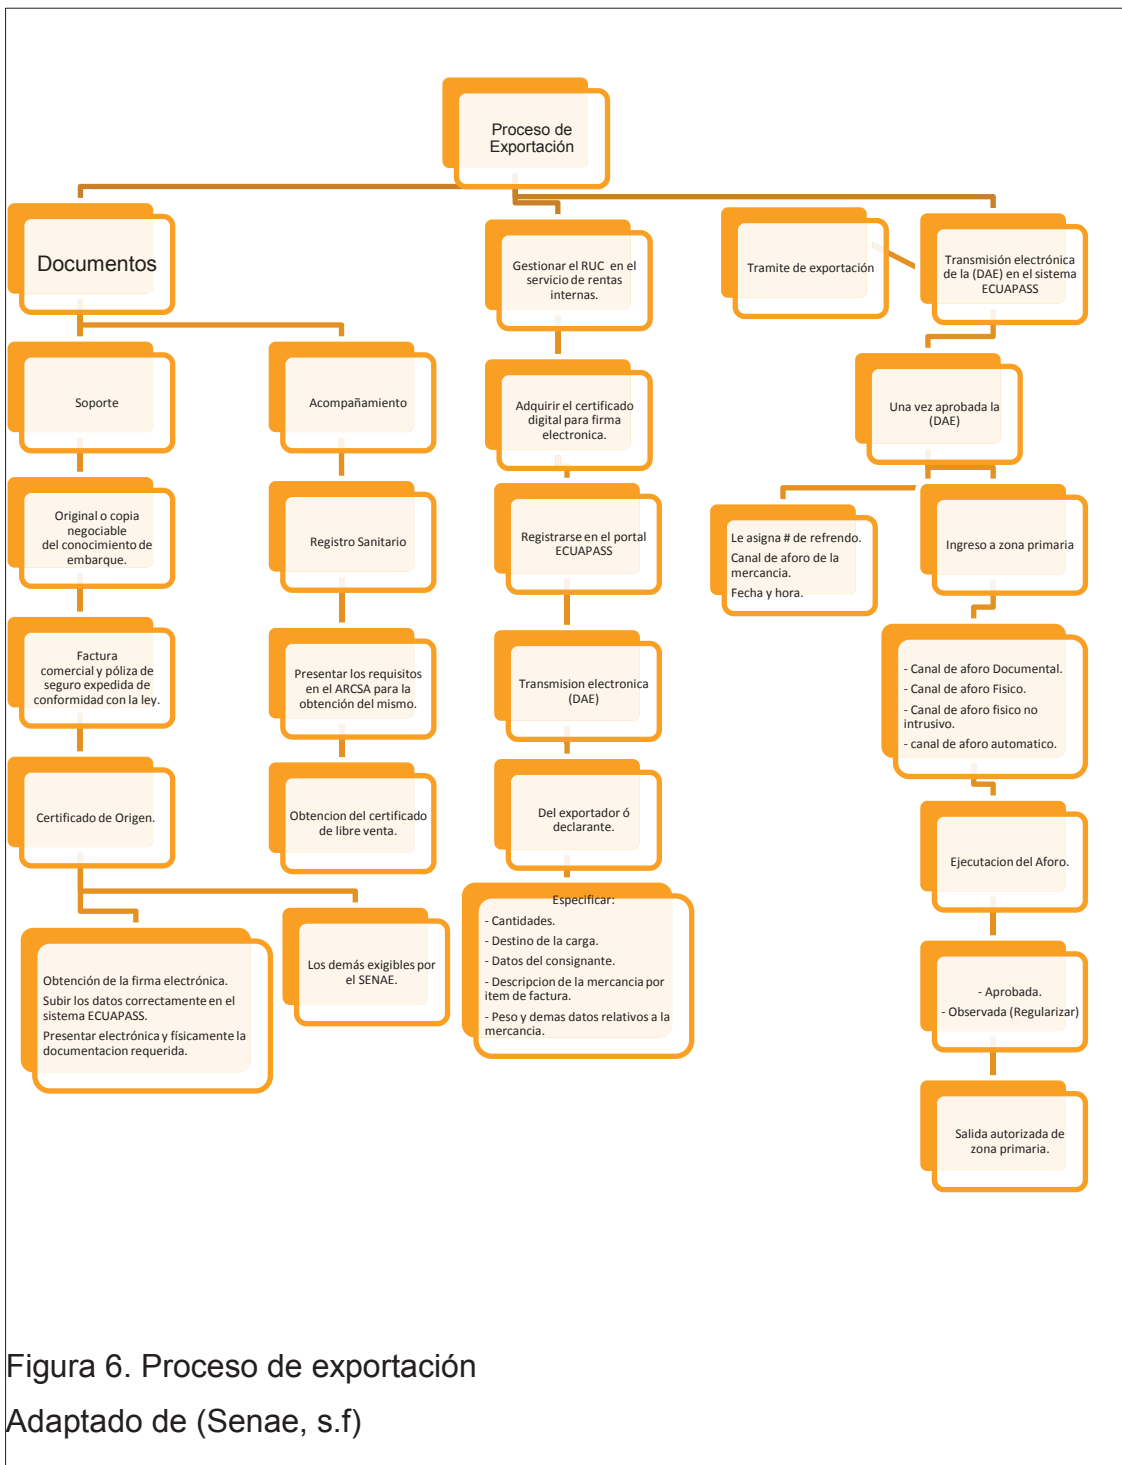 Proceso de
Exportación
Documentos
Soporte
Original o copia
negociable
del conocimiento de
embarque.
Factura
comercial y póliza de
seguro expedida de
conformidad con la ley.
Certificado de Origen.
Obtención de la firma electrónica.
Subir los datos correctamente en el
sistema ECUAPASS.
Presentar electrónica y físicamente la
documentacion requerida.
Los demás exigibles por
el SENAE.
Acompañamiento
Registro Sanitario
Presentar los requisitos
en el ARCSA para la
obtención del mismo.
Obtencion del certificado
de libre venta.
Gestionar el RUC en el
servicio de rentas
internas.
Adquirir el certificado
digital para firma
electronica.
Registrarse en el portal
ECUAPASS
Transmision electronica
(DAE)
Del exportador ó
declarante.
Especificar:
- Cantidades.
- Destino de la carga.
- Datos del consignante.
- Descripcion de la mercancia por
item de factura.
- Peso y demas datos relativos a la
mercancia.
Tramite de exportación
Transmisión electrónica
de la (DAE) en el sistema
ECUAPASS
Una vez aprobada la
(DAE)
Le asigna # de refrendo.
Canal de aforo de la
mercancia.
Fecha y hora.
Ingreso a zona primaria
- Canal de aforo Documental.
- Canal de aforo Fisico.
- Canal de aforo fisico no
intrusivo.
- canal de aforo automatico.
Ejecutacion del Aforo.
- Aprobada.
- Observada (Regularizar)
Salida autorizada de
zona primaria.
Figura 6. Proceso de exportación
Adaptado de (Senae, s.f)